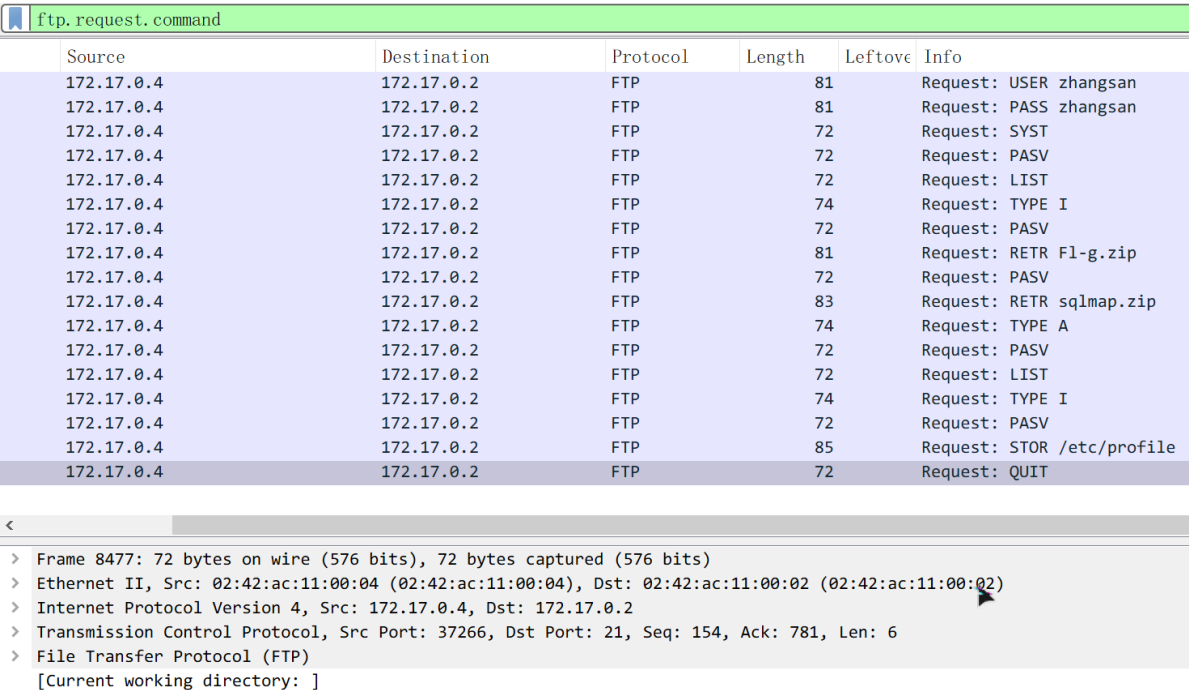 ftp.request.command
Source Destination Protocol Length Leftove Info
172.17.0.4 172.17.0.2 FTP 81 Request: USER zhangsan
172.17.0.4 172.17.0.2 FTP 81 Request: PASS zhangsan
172.17.0.4 172.17.0.2 FTP 72 Request: SYST
172.17.0.4 172.17.0.2 FTP 72 Request: PASV
172.17.0.4 172.17.0.2 FTP 72 Request: LIST
172.17.0.4 172.17.0.2 FTP 74 Request: TYPE I
172.17.0.4 172.17.0.2 FTP 72 Request: PASV
172.17.0.4 172.17.0.2 FTP 81 Request: RETR Fl-g.zip
172.17.0.4 172.17.0.2 FTP 72 Request: PASV
172.17.0.4 172.17.0.2 FTP 83 Request: RETR sqlmap.zip
172.17.0.4 172.17.0.2 FTP 74 Request: TYPE A
172.17.0.4 172.17.0.2 FTP 72 Request: PASV
172.17.0.4 172.17.0.2 FTP 72 Request: LIST
172.17.0.4 172.17.0.2 FTP 74 Request: TYPE I
172.17.0.4 172.17.0.2 FTP 72 Request: PASV
172.17.0.4 172.17.0.2 FTP 85 Request: STOR /etc/profile
172.17.0.4 172.17.0.2 FTP 72 Request: QUIT
Frame 8477: 72 bytes on wire (576 bits), 72 bytes captured (576 bits)
Ethernet II, Src: 02:42:ac:11:00:04 (02:42:ac:11:00:04), Dst: 02:42:ac:11:00:02 (02:42:ac:11:00:02)
Internet Protocol Version 4, Src: 172.17.0.4, Dst: 172.17.0.2
Transmission Control Protocol, Src Port: 37266, Dst Port: 21, Seq: 154, Ack: 781, Len: 6
File Transfer Protocol (FTP)
[Current working directory: ]